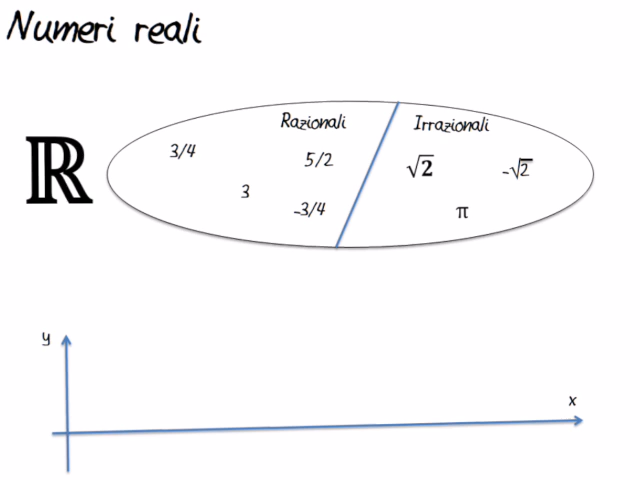 Numeri reali
ℝ
Razionali
Irrazionali
3/4
5/2
√2
-√2
3
-3/4
π
y
x